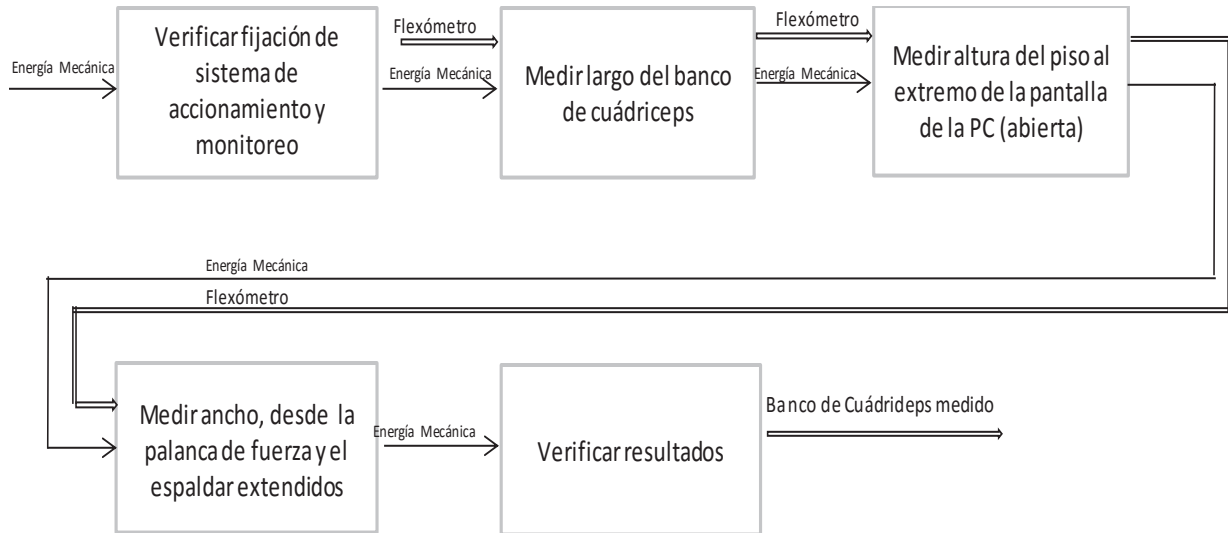 Energía Mecánica
Verificar fijación de
sistema de
accionamiento y
monitoreo
Flexómetro
Energía Mecánica
Medir largo del banco
de cuádriceps
Flexómetro
Energía Mecánica
Medir altura del piso al
extremo de la pantalla
de la PC (abierta)
Energía Mecánica
Flexómetro
Medir ancho, desde la
palanca de fuerza y el
espaldar extendidos
Energía Mecánica
Verificar resultados
Banco de Cuádrideps medido